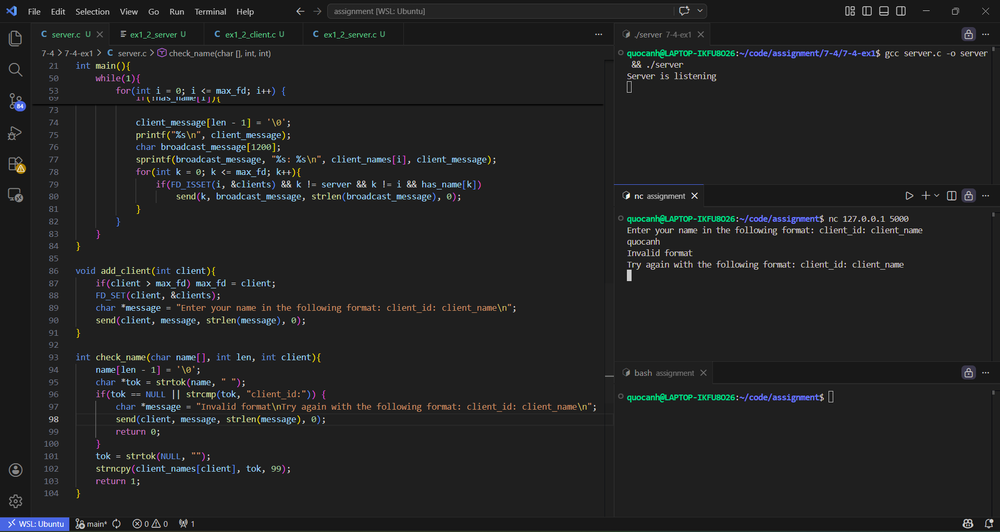 File Edit Selection View Go Run Terminal Help
assignment [WSL: Ubuntu]
C server.c U
ex1_2_server U
C ex1_2_client.c U
C ex1_2_server.c U
7-4 > 7-4-ex1 > C server.c > check_name(char [], int, int)
21 int main(){
50 while(1){
53 for(int i = 0; i <= max_fd; i++) {
69 if(!has_name[i]){
73
74 client_message[len - 1] = '\0';
75 printf("%s\n", client_message);
76 char broadcast_message[1200];
77 sprintf(broadcast_message, "%s: %s\n", client_names[i], client_message);
78 for(int k = 0; k <= max_fd; k++){
79 if(FD_ISSET(i, &clients) && k != server && k != i && has_name[k])
80 send(k, broadcast_message, strlen(broadcast_message), 0);
81 }
82 }
83 }
84 }
85
86 void add_client(int client){
87 if(client > max_fd) max_fd = client;
88 FD_SET(client, &clients);
89 char *message = "Enter your name in the following format: client_id: client_name\n";
90 send(client, message, strlen(message), 0);
91 }
92
93 int check_name(char name[], int len, int client){
94 name[len - 1] = '\0';
95 char *tok = strtok(name, " ");
96 if(tok == NULL || strcmp(tok, "client_id:")) {
97 char *message = "Invalid format\nTry again with the following format: client_id: client_name\n";
98 send(client, message, strlen(message), 0);
99 return 0;
100 }
101 tok = strtok(NULL, "");
102 strncpy(client_names[client], tok, 99);
103 return 1;
104 }
./server 7-4-ex1
quocanh@LAPTOP-IKFU8O26:~/code/assignment/7-4/7-4-ex1$ gcc server.c -o server
&& ./server
Server is listening
nc assignment
quocanh@LAPTOP-IKFU8O26:~/code/assignment$ nc 127.0.0.1 5000
Enter your name in the following format: client_id: client_name
quocanh
Invalid format
Try again with the following format: client_id: client_name
bash assignment
quocanh@LAPTOP-IKFU8O26:~/code/assignment$
84
WSL: Ubuntu main* 0 0 1